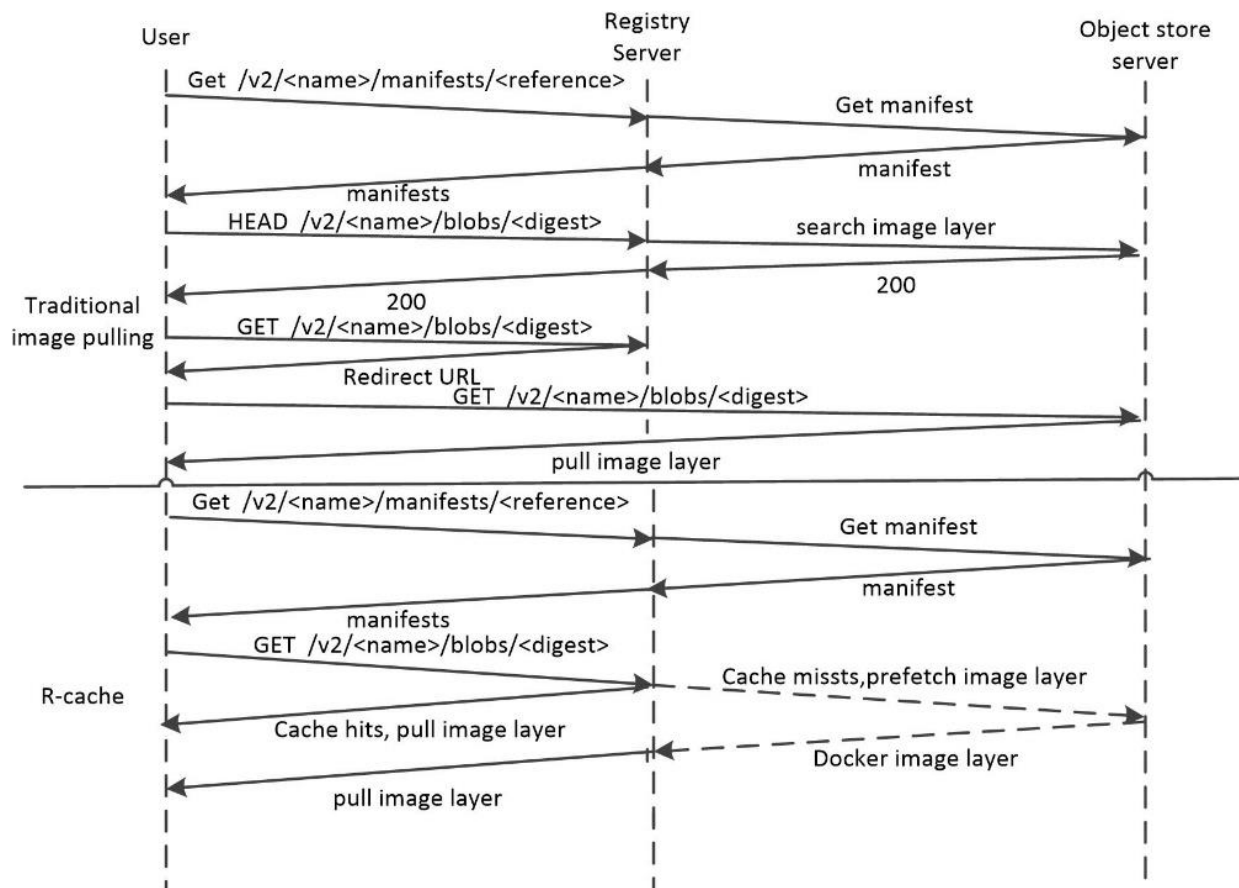 User
Registry
Server
Object store
server
Get /v2/<name>/manifests/<reference>
Get manifest
manifest
manifests
HEAD /v2/<name>/blobs/<digest>
search image layer
200
200
Traditional
image pulling
GET /v2/<name>/blobs/<digest>
Redirect URL
GET /v2/<name>/blobs/<digest>
pull image layer
Get /v2/<name>/manifests/<reference>
Get manifest
manifest
manifests
GET /v2/<name>/blobs/<digest>
Cache missts,prefetch image layer
R-cache
Cache hits, pull image layer
Docker image layer
pull image layer